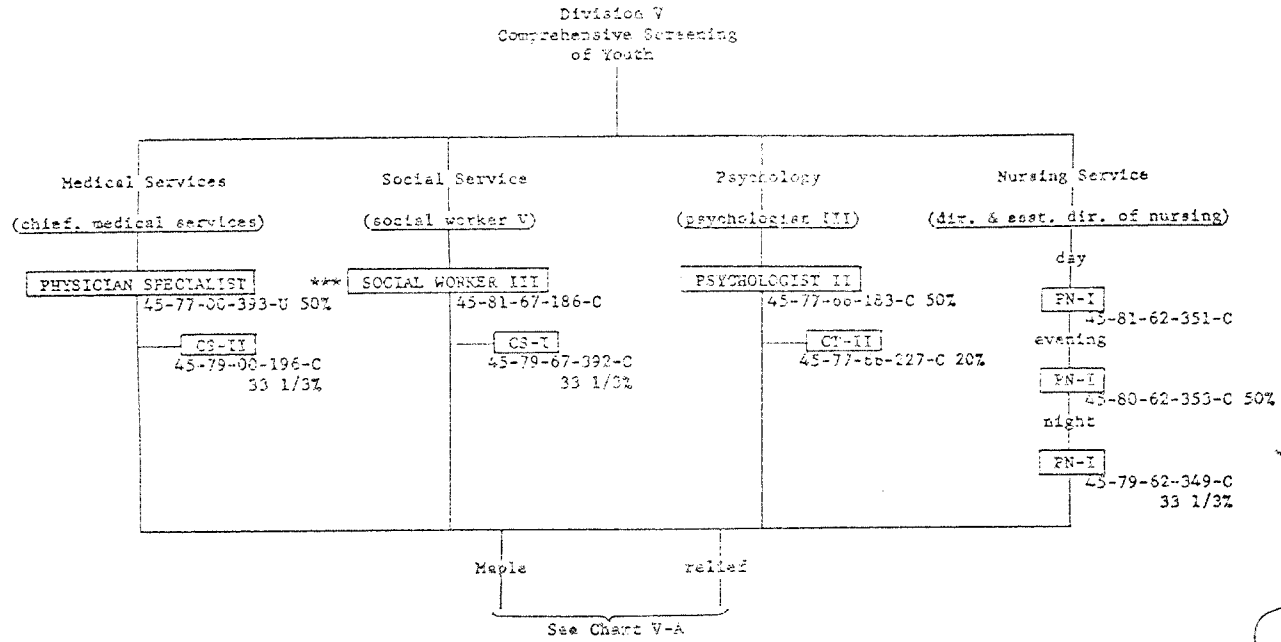 Division V
Comprehensive Screening
of Youth
Medical Services
(chief, medical services)
PHYSICIAN SPECIALIST
45-77-00-393-U 50%
CS-II
45-79-00-196-C
33 1/3%
Social Service
(social worker V)
*** SOCIAL WORKER III
45-81-67-186-C
CS-I
45-79-67-392-C
33 1/3%
Psychology
(psychologist III)
PSYCHOLOGIST II
45-77-66-183-C 50%
CT-II
45-77-66-227-C 20%
Nursing Service
(dir. & asst. dir. of nursing)
day
PN-I
45-81-62-351-C
evening
PN-I
45-80-62-353-C 50%
night
PN-I
45-79-62-349-C
33 1/3%
Maple relief
See Chart V-A